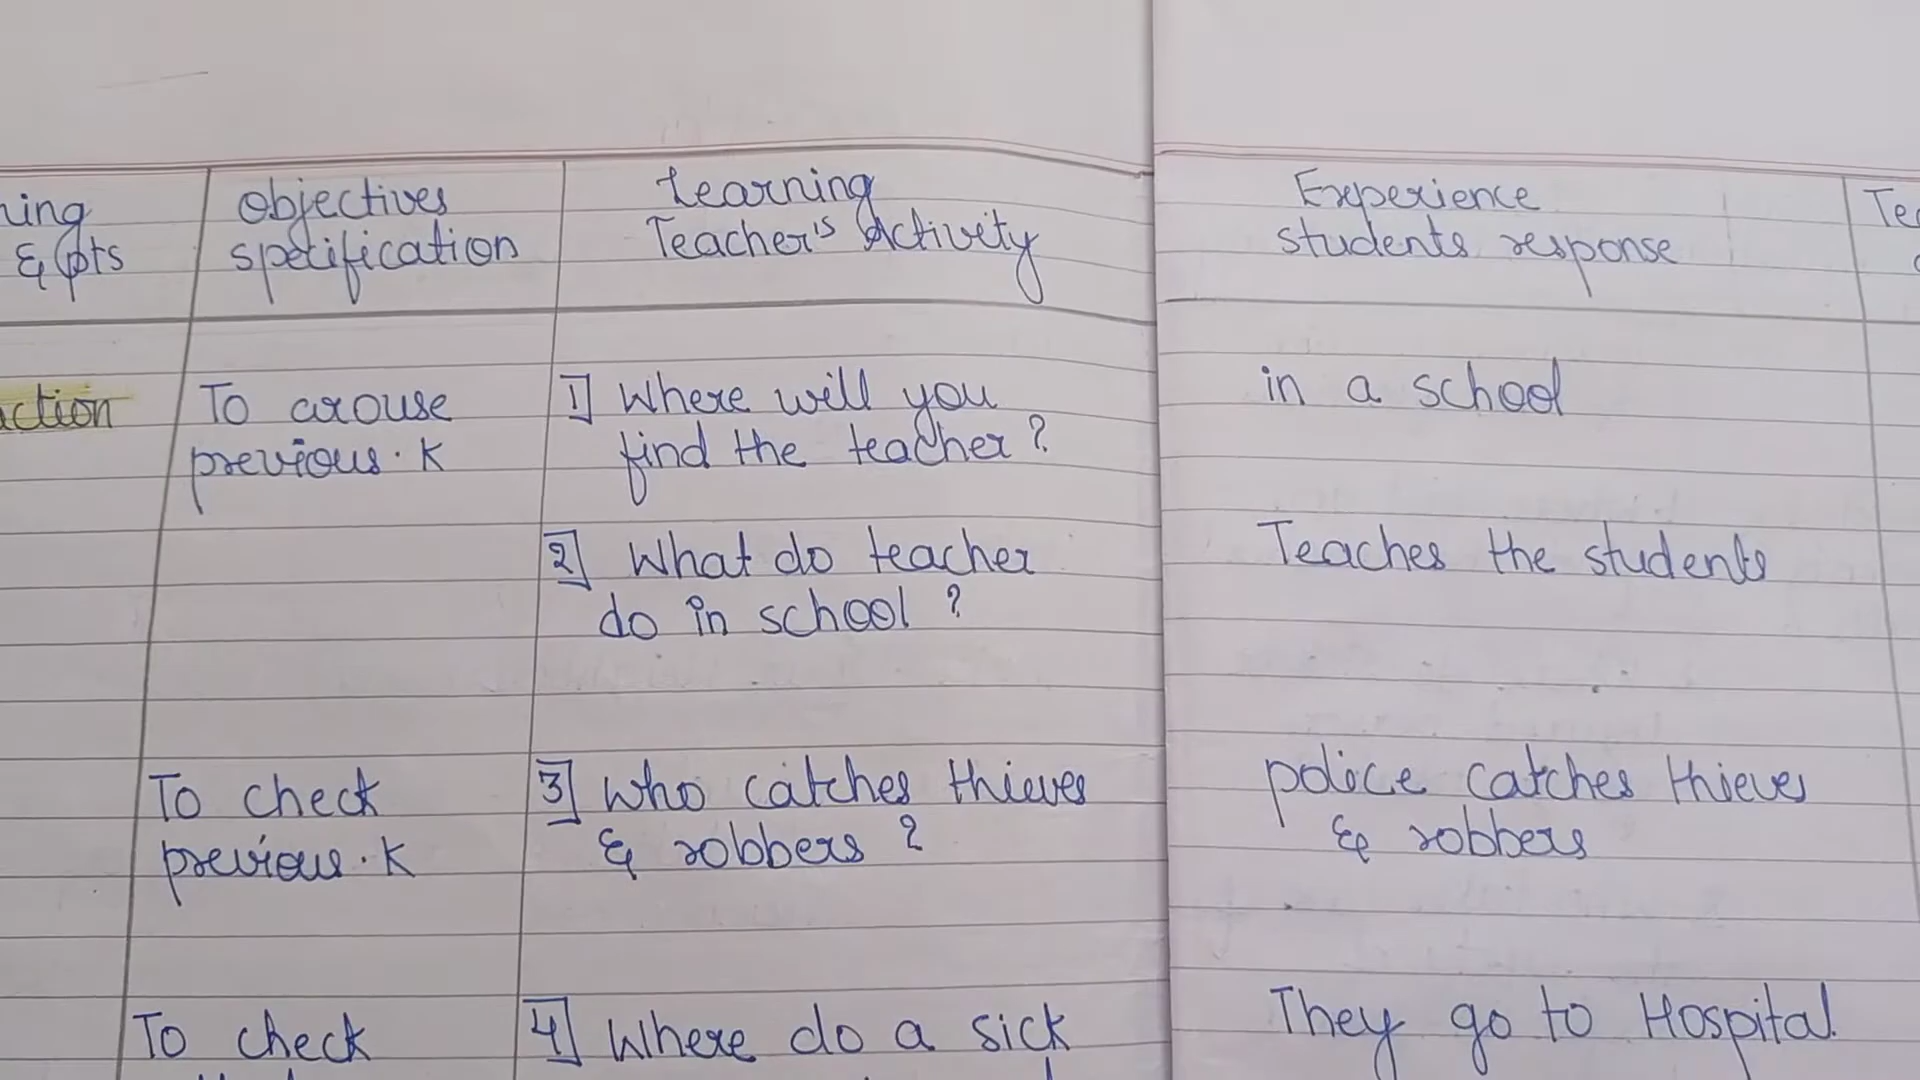 & pts
objectives
specification
Learning
Teacher's Activity
Experience
students response
To arouse
previous. K
1] Where will you
find the teacher?
in a school
2] What do teacher
do in school ?
Teaches the students
To check
previous. K
3] Who catches thieves
& robbers ?
police catches thieves
& robbers
To check
4] Where do a sick
They go to Hospital.